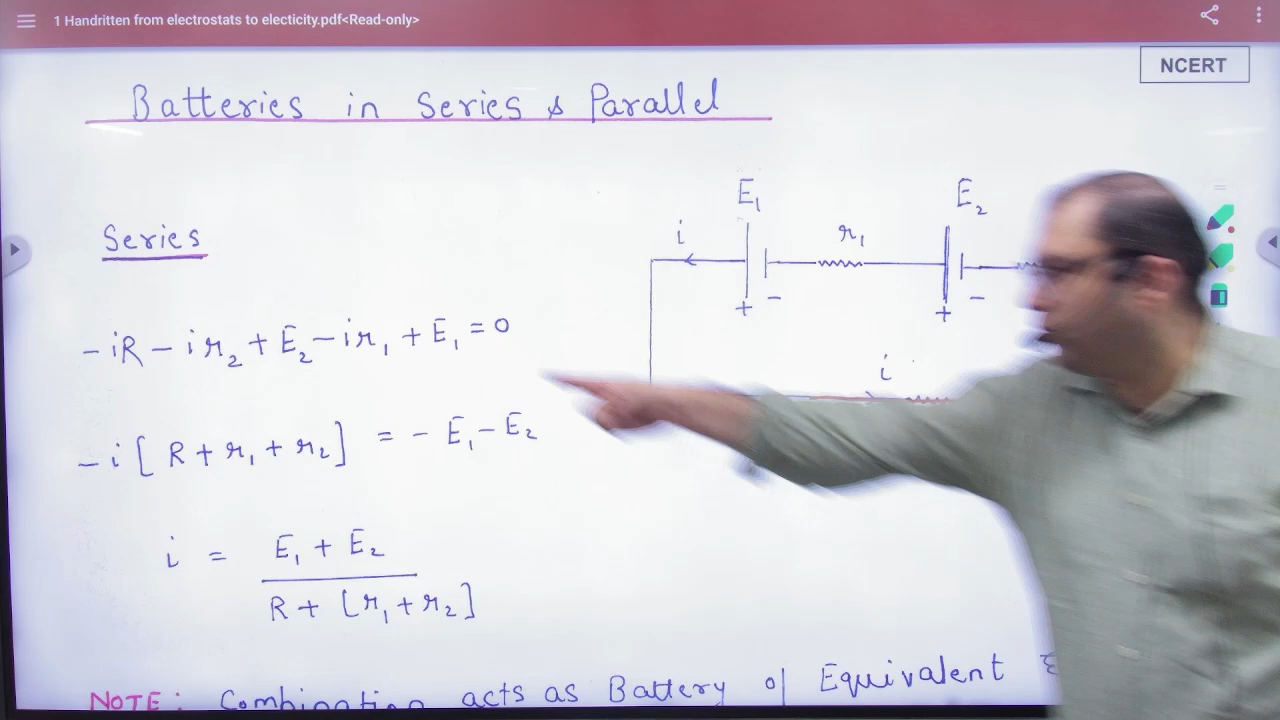 1 Handritten from electrostats to electicity.pdf<Read-only>
NCERT
Batteries in Series & Parallel
E₁ E₂
i r₁
Series
+ - + -
-iR - ir₂ + E₂ - ir₁ + E₁ = 0
i
-i[R + r₁ + r₂] = - E₁ - E₂
i = E₁ + E₂
R + [r₁ + r₂]
NOTE: Combination acts as Battery of Equivalent